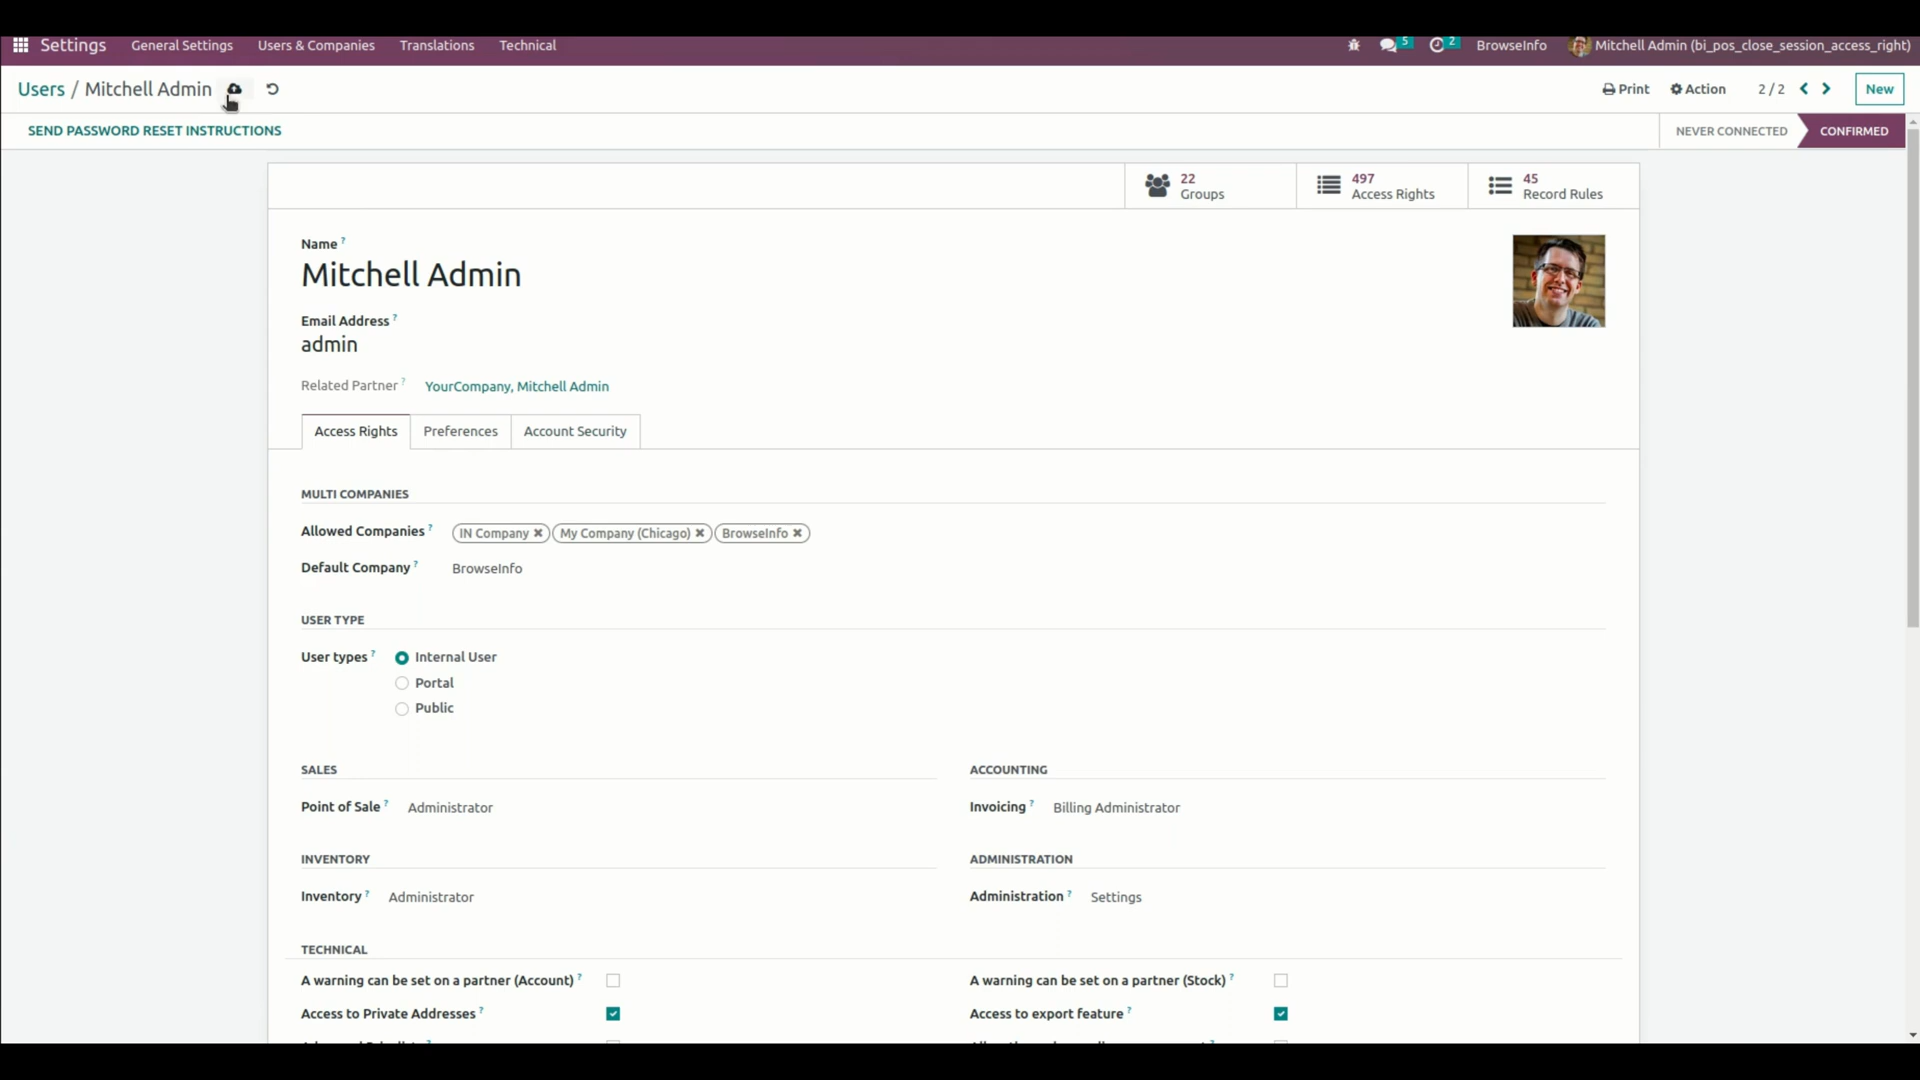 Settings General Settings Users & Companies Translations Technical 5 2 BrowseInfo Mitchell Admin (bi_pos_close_session_access_right)
Users / Mitchell Admin Print Action 2 / 2 New
SEND PASSWORD RESET INSTRUCTIONS NEVER CONNECTED CONFIRMED
22 Groups 497 Access Rights 45 Record Rules
Name ?
Mitchell Admin
Email Address ?
admin
Related Partner ? YourCompany, Mitchell Admin
Access Rights Preferences Account Security
MULTI COMPANIES
Allowed Companies ? IN Company ✖ My Company (Chicago) ✖ BrowseInfo ✖
Default Company ? BrowseInfo
USER TYPE
User types ? Internal User
Portal
Public
SALES ACCOUNTING
Point of Sale ? Administrator Invoicing ? Billing Administrator
INVENTORY ADMINISTRATION
Inventory ? Administrator Administration ? Settings
TECHNICAL
A warning can be set on a partner (Account) ? A warning can be set on a partner (Stock) ?
Access to Private Addresses ? Access to export feature ?